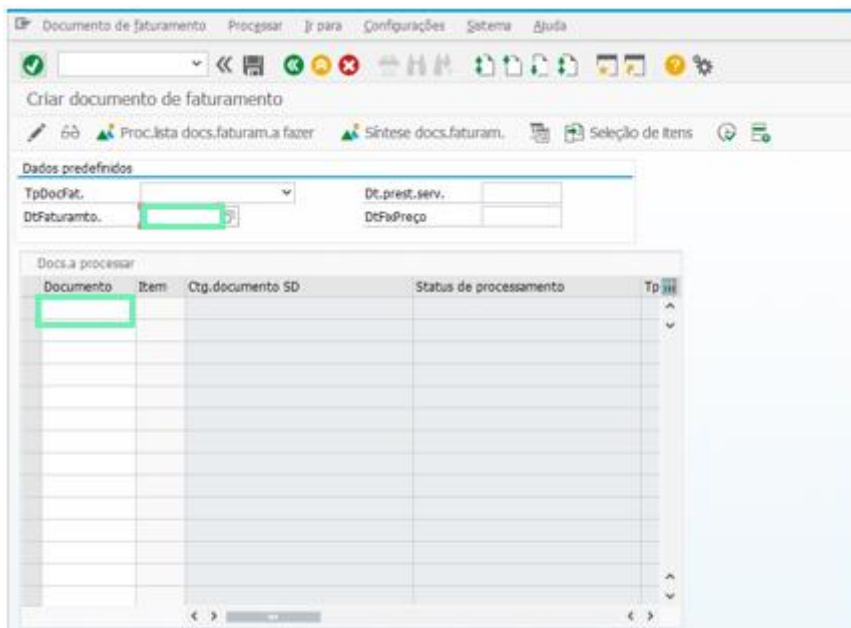 Documento de faturamento Processar Ir para Configurações Sistema Ajuda
Criar documento de faturamento
Proc.lista docs.faturam.a fazer Síntese docs.faturam. Seleção de itens
Dados predefinidos
TpDocFat. Dt.prest.serv.
DtFaturamto. DtFixPreço
Docs.a processar
Documento Item Ctg.documento SD Status de processamento Tp